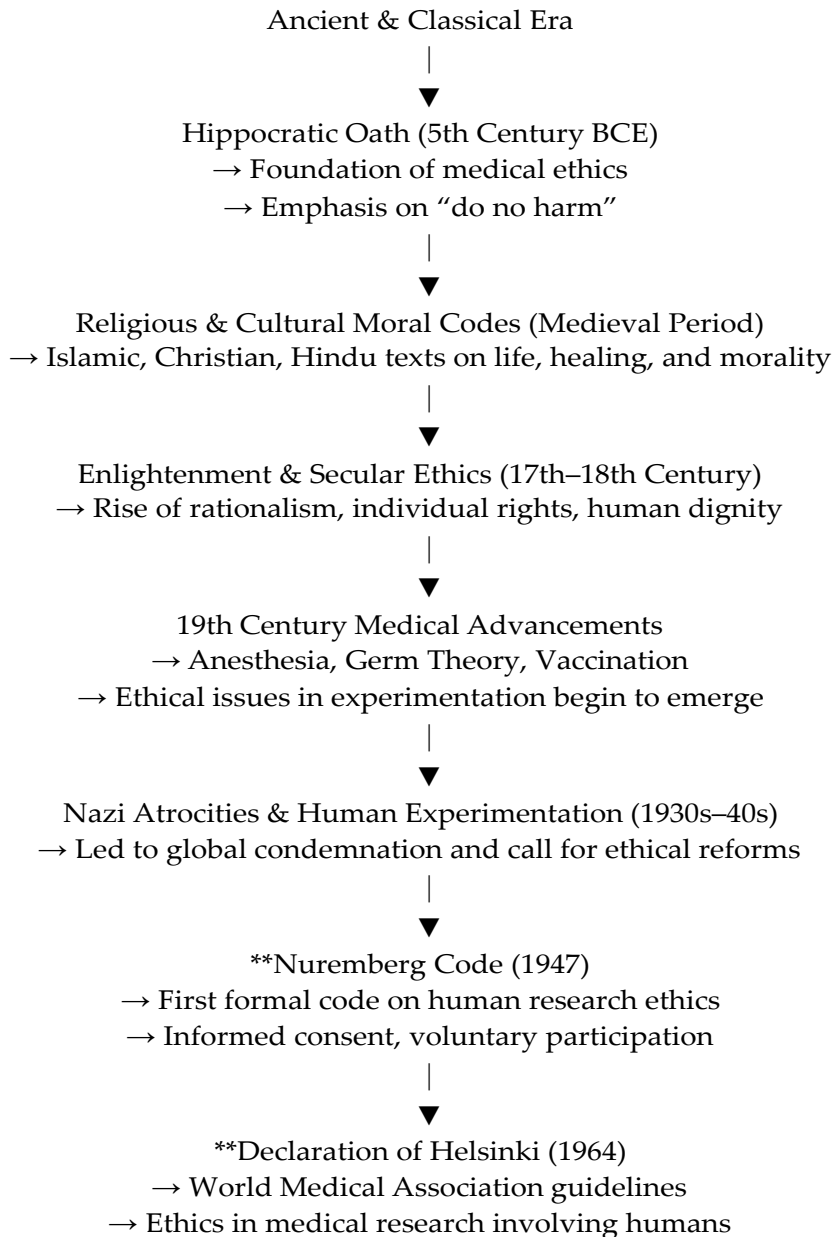 Ancient & Classical Era
|
▼
Hippocratic Oath (5th Century BCE)
→ Foundation of medical ethics
→ Emphasis on “do no harm”
|
▼
Religious & Cultural Moral Codes (Medieval Period)
→ Islamic, Christian, Hindu texts on life, healing, and morality
|
▼
Enlightenment & Secular Ethics (17th–18th Century)
→ Rise of rationalism, individual rights, human dignity
|
▼
19th Century Medical Advancements
→ Anesthesia, Germ Theory, Vaccination
→ Ethical issues in experimentation begin to emerge
|
▼
Nazi Atrocities & Human Experimentation (1930s–40s)
→ Led to global condemnation and call for ethical reforms
|
▼
**Nuremberg Code (1947)
→ First formal code on human research ethics
→ Informed consent, voluntary participation
|
▼
**Declaration of Helsinki (1964)
→ World Medical Association guidelines
→ Ethics in medical research involving humans